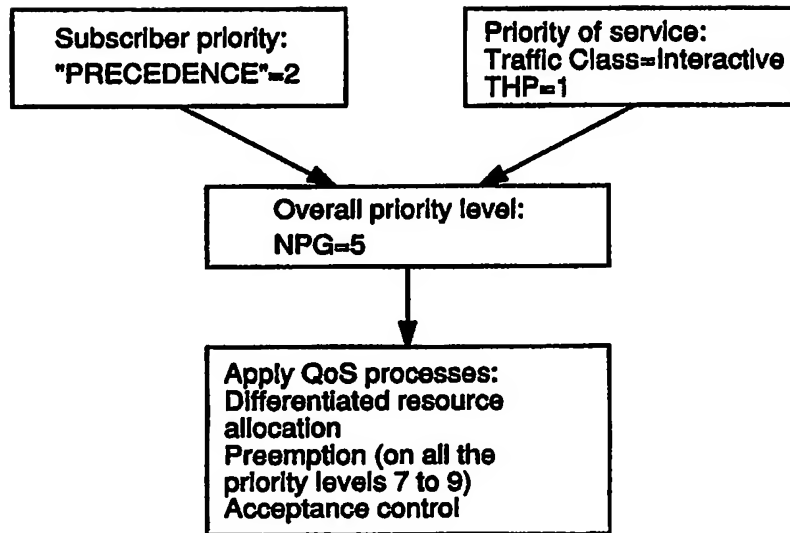 Subscriber priority:
"PRECEDENCE"=2
Priority of service:
Traffic Class=Interactive
THP=1
Overall priority level:
NPG=5
Apply QoS processes:
Differentiated resource
allocation
Preemption (on all the
priority levels 7 to 9)
Acceptance control